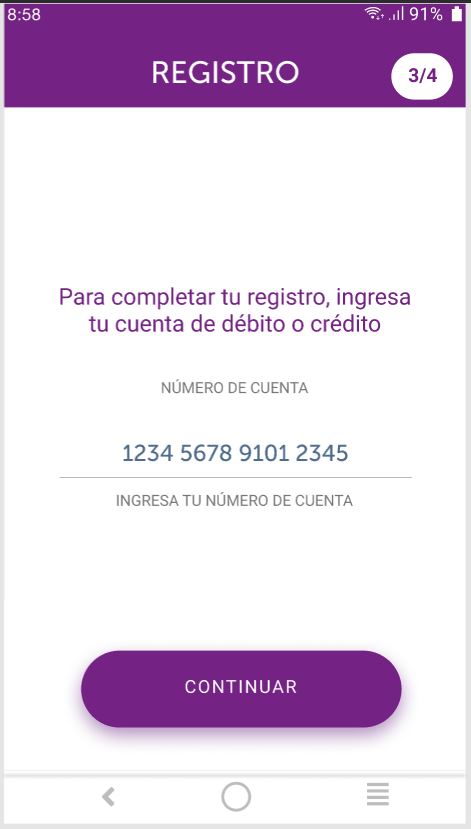 8:58
91%
REGISTRO
3/4
Para completar tu registro, ingresa
tu cuenta de débito o crédito
NÚMERO DE CUENTA
1234 5678 9101 2345
INGRESA TU NÚMERO DE CUENTA
CONTINUAR